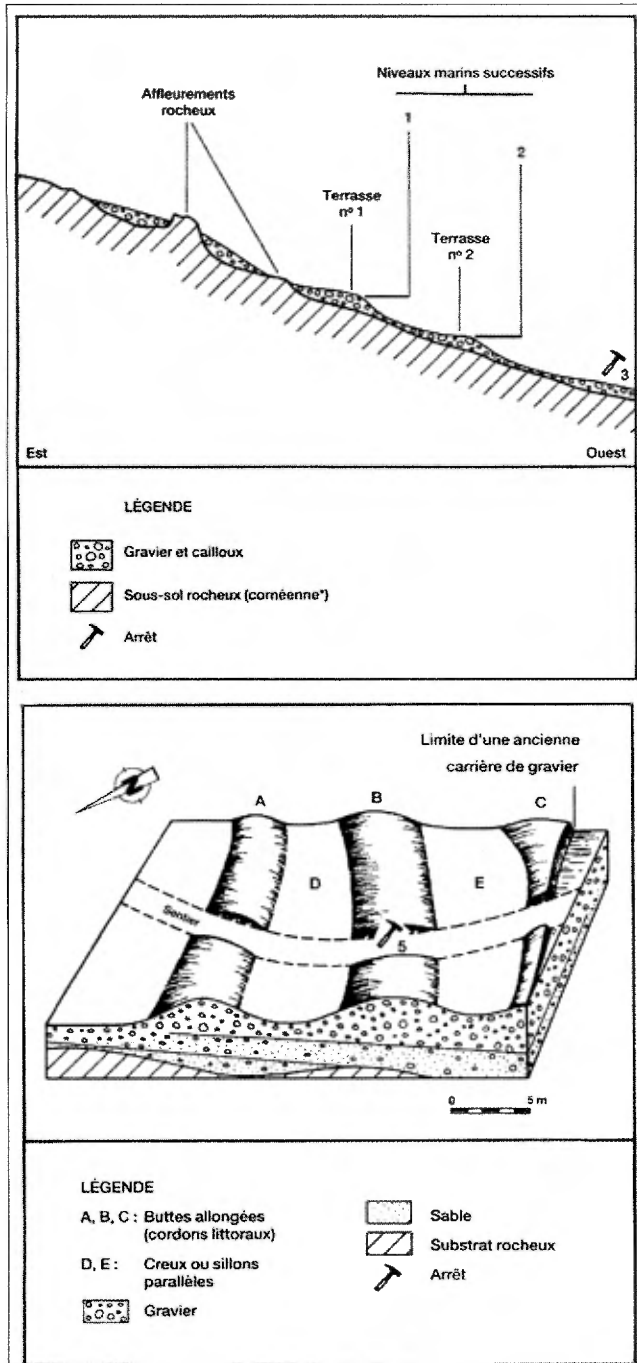 Niveaux marins successifs
Affleurements
rocheux
1
2
Terrasse
nº 1
Terrasse
nº 2
3
Est
Ouest
LÉGENDE
Gravier et cailloux
Sous-sol rocheux (cornéenne*)
Arrêt
Limite d'une ancienne
carrière de gravier
N
A
B
C
D
E
Sentier
5
0
5 m
LÉGENDE
A, B, C : Buttes allongées
(cordons littoraux)
D, E : Creux ou sillons
parallèles
Gravier
Sable
Substrat rocheux
Arrêt